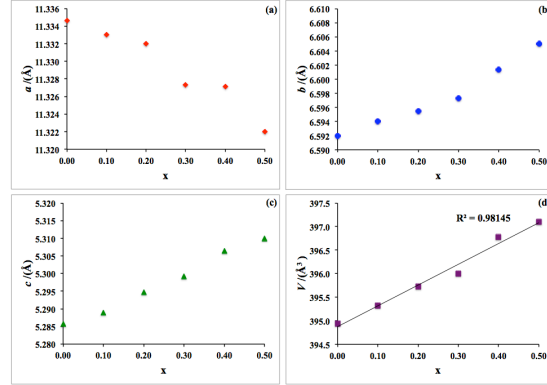 (a)
11.336
11.334
11.332
11.330
11.328
11.326
11.324
11.322
11.320
a /(Å)
0.00 0.10 0.20 0.30 0.40 0.50
x
(b
6.610
6.608
6.606
6.604
6.602
6.600
6.598
6.596
6.594
6.592
6.590
b /(Å)
0.00 0.10 0.20 0.30 0.40 0.50
x
(c)
5.320
5.315
5.310
5.305
5.300
5.295
5.290
5.285
5.280
c /(Å)
0.00 0.10 0.20 0.30 0.40 0.50
x
(d
R² = 0.98145
397.5
397.0
396.5
396.0
395.5
395.0
394.5
V /(Å³)
0.00 0.10 0.20 0.30 0.40 0.50
x